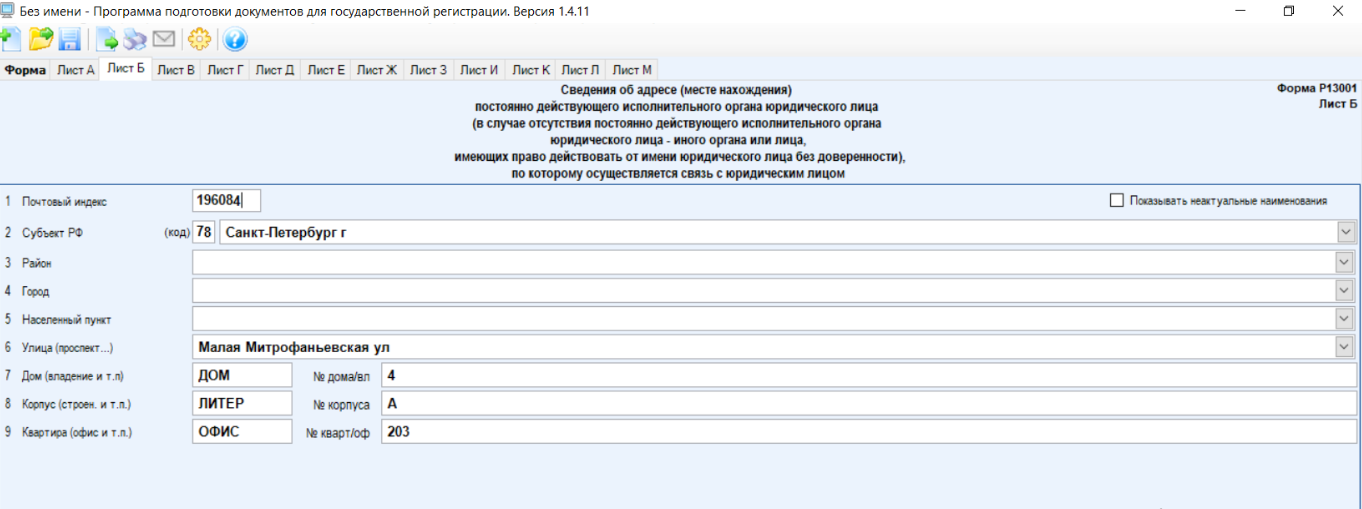 Без имени - Программа подготовки документов для государственной регистрации. Версия 1.4.11
Форма Лист А Лист Б Лист В Лист Г Лист Д Лист Е Лист Ж Лист З Лист И Лист К Лист Л Лист М
Сведения об адресе (месте нахождения)
постоянно действующего исполнительного органа юридического лица
(в случае отсутствия постоянно действующего исполнительного органа
юридического лица - иного органа или лица,
имеющих право действовать от имени юридического лица без доверенности),
по которому осуществляется связь с юридическим лицом
Форма Р13001
Лист Б
1 Почтовый индекс 196084 Показывать неактуальные наименования
2 Субъект РФ (код) 78 Санкт-Петербург г
3 Район
4 Город
5 Населенный пункт
6 Улица (проспект...) Малая Митрофаньевская ул
7 Дом (владение и т.п) ДОМ № дома/вл 4
8 Корпус (строен. и т.п.) ЛИТЕР № корпуса А
9 Квартира (офис и т.п.) ОФИС № кварт/оф 203